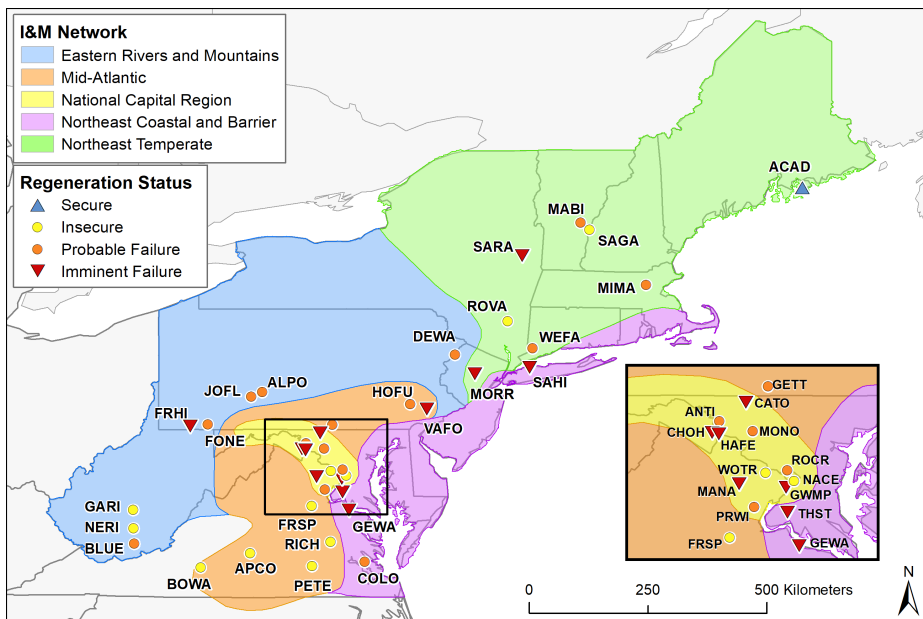 I&M Network
Eastern Rivers and Mountains
Mid-Atlantic
National Capital Region
Northeast Coastal and Barrier
Northeast Temperate
Regeneration Status
Secure
Insecure
Probable Failure
Imminent Failure
ACAD
MABI
SAGA
SARA
MIMA
ROVA
WEFA
DEWA
SAHI
MORR
ALPO
JOFL
HOFU
FRHI
VAFO
FONE
GARI
NERI
BLUE
FRSP
GEWA
RICH
APCO
BOWA
PETE
COLO
GETT
CATO
ANTI
CHOH
MONO
HAFE
ROCR
WOTR
NACE
MANA
GWMP
PRWI
THST
FRSP
GEWA
0 250 500 Kilometers
N